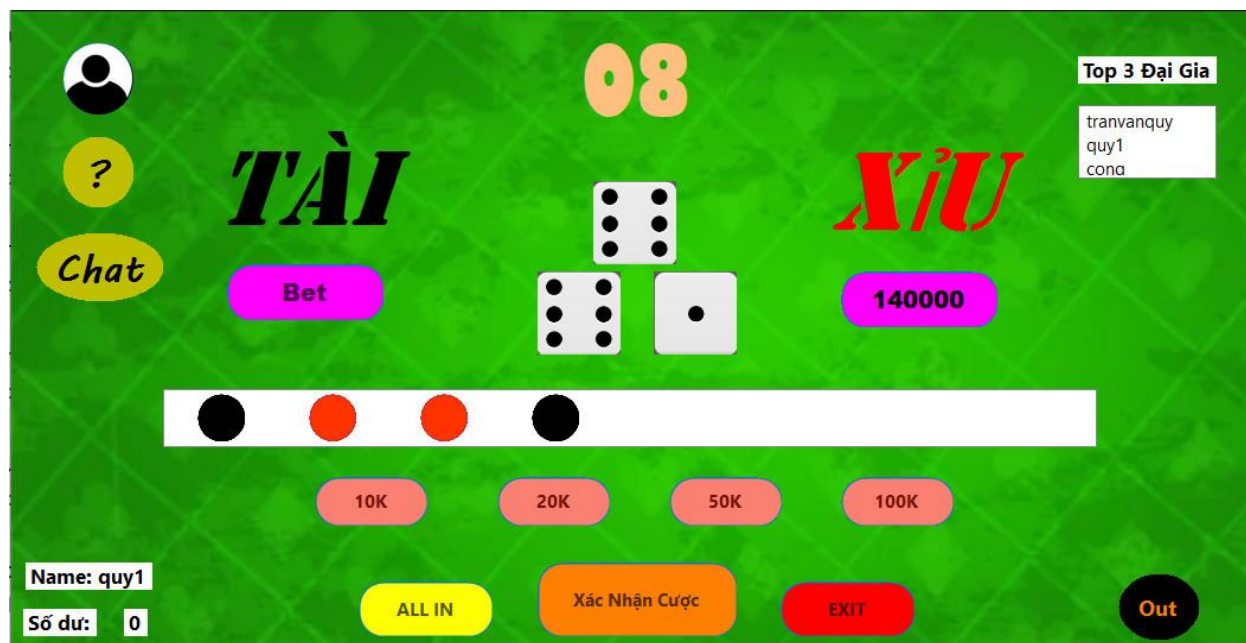 08
Top 3 Đại Gia
tranvanquy
quy1
cong
?
TÀI
XỈU
Chat
Bet
140000
10K
20K
50K
100K
Name: quy1
Số dư:
0
ALL IN
Xác Nhận Cược
EXIT
Out